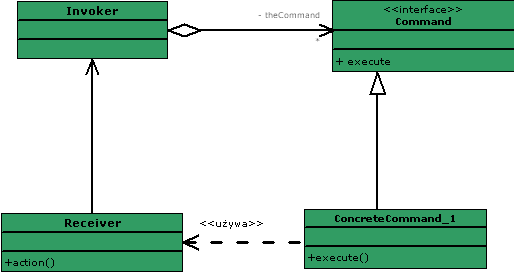 Invoker
- theCommand
*
<<interface>>
Command
+ execute
Receiver
+action()
<<używa>>
ConcreteCommand_1
+execute()